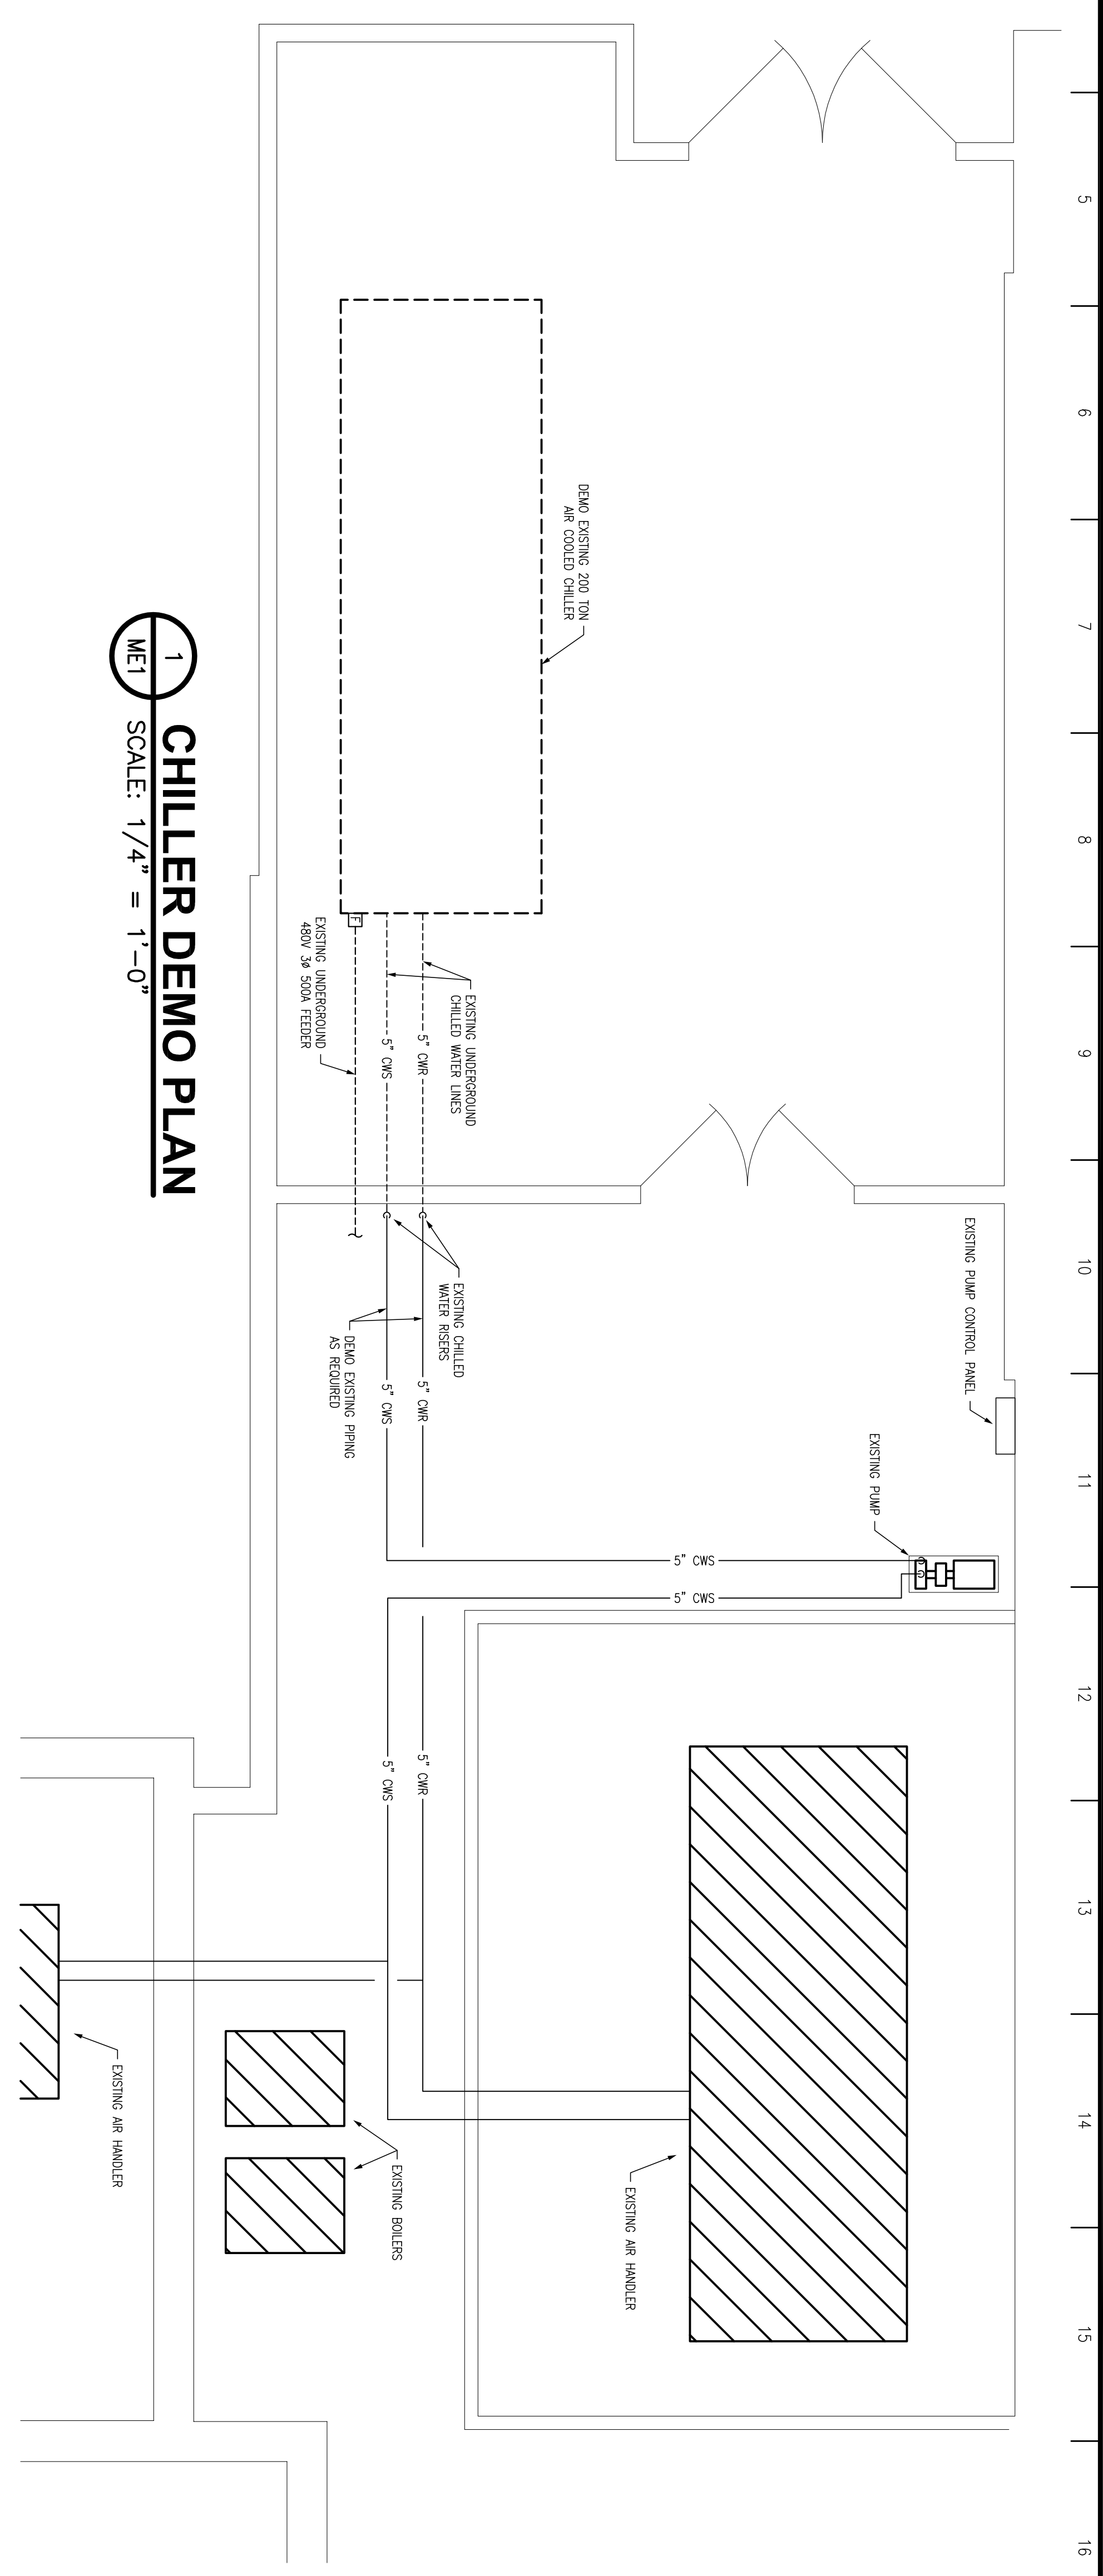 5
6
7
8
9
10
11
12
13
14
15
16
DEMO EXISTING 200 TON
AIR COOLED CHILLER
EXISTING PUMP CONTROL PANEL
EXISTING PUMP
5" CWS
5" CWS
EXISTING UNDERGROUND
CHILLED WATER LINES
5" CWR
5" CWS
F
EXISTING UNDERGROUND
480V 3Ø 500A FEEDER
EXISTING CHILLED
WATER RISERS
DEMO EXISTING PIPING
AS REQUIRED
5" CWR
5" CWS
5" CWR
5" CWS
EXISTING AIR HANDLER
EXISTING BOILERS
EXISTING AIR HANDLER
1
ME1
CHILLER DEMO PLAN
SCALE: 1/4" = 1'-0"